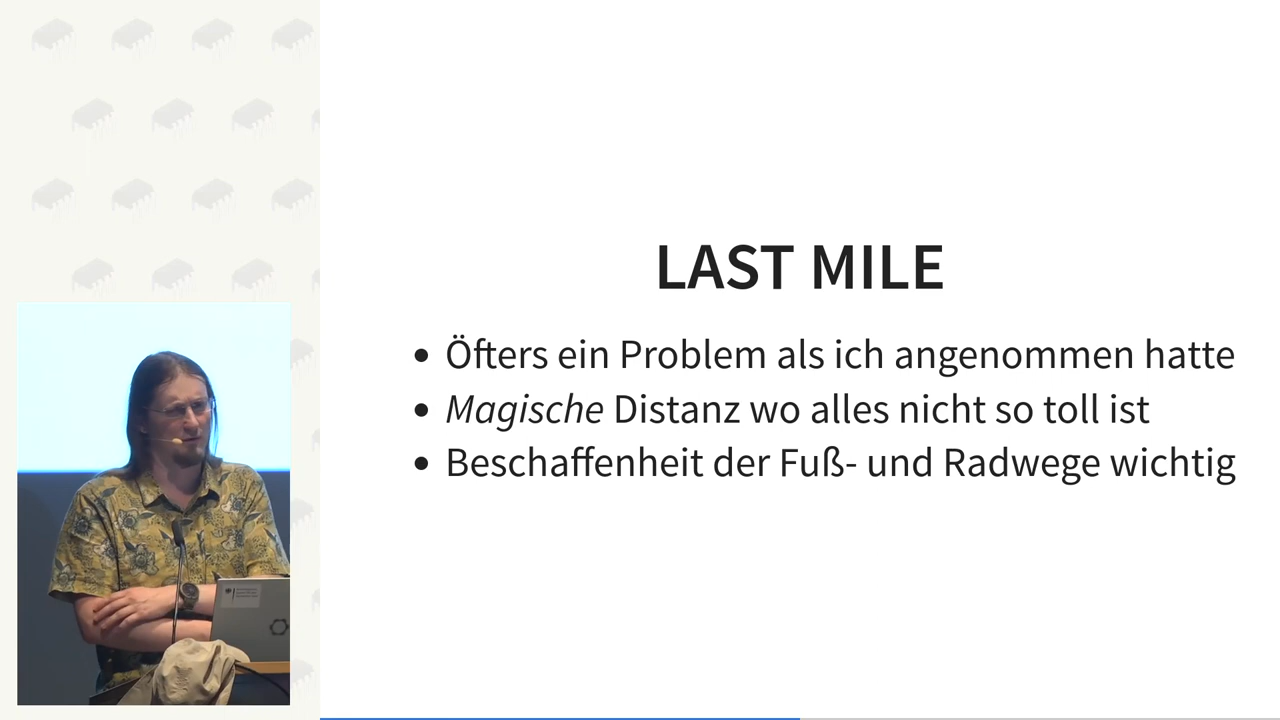 LAST MILE
Öfters ein Problem als ich angenommen hatte
Magische Distanz wo alles nicht so toll ist
Beschaffenheit der Fuß- und Radwege wichtig